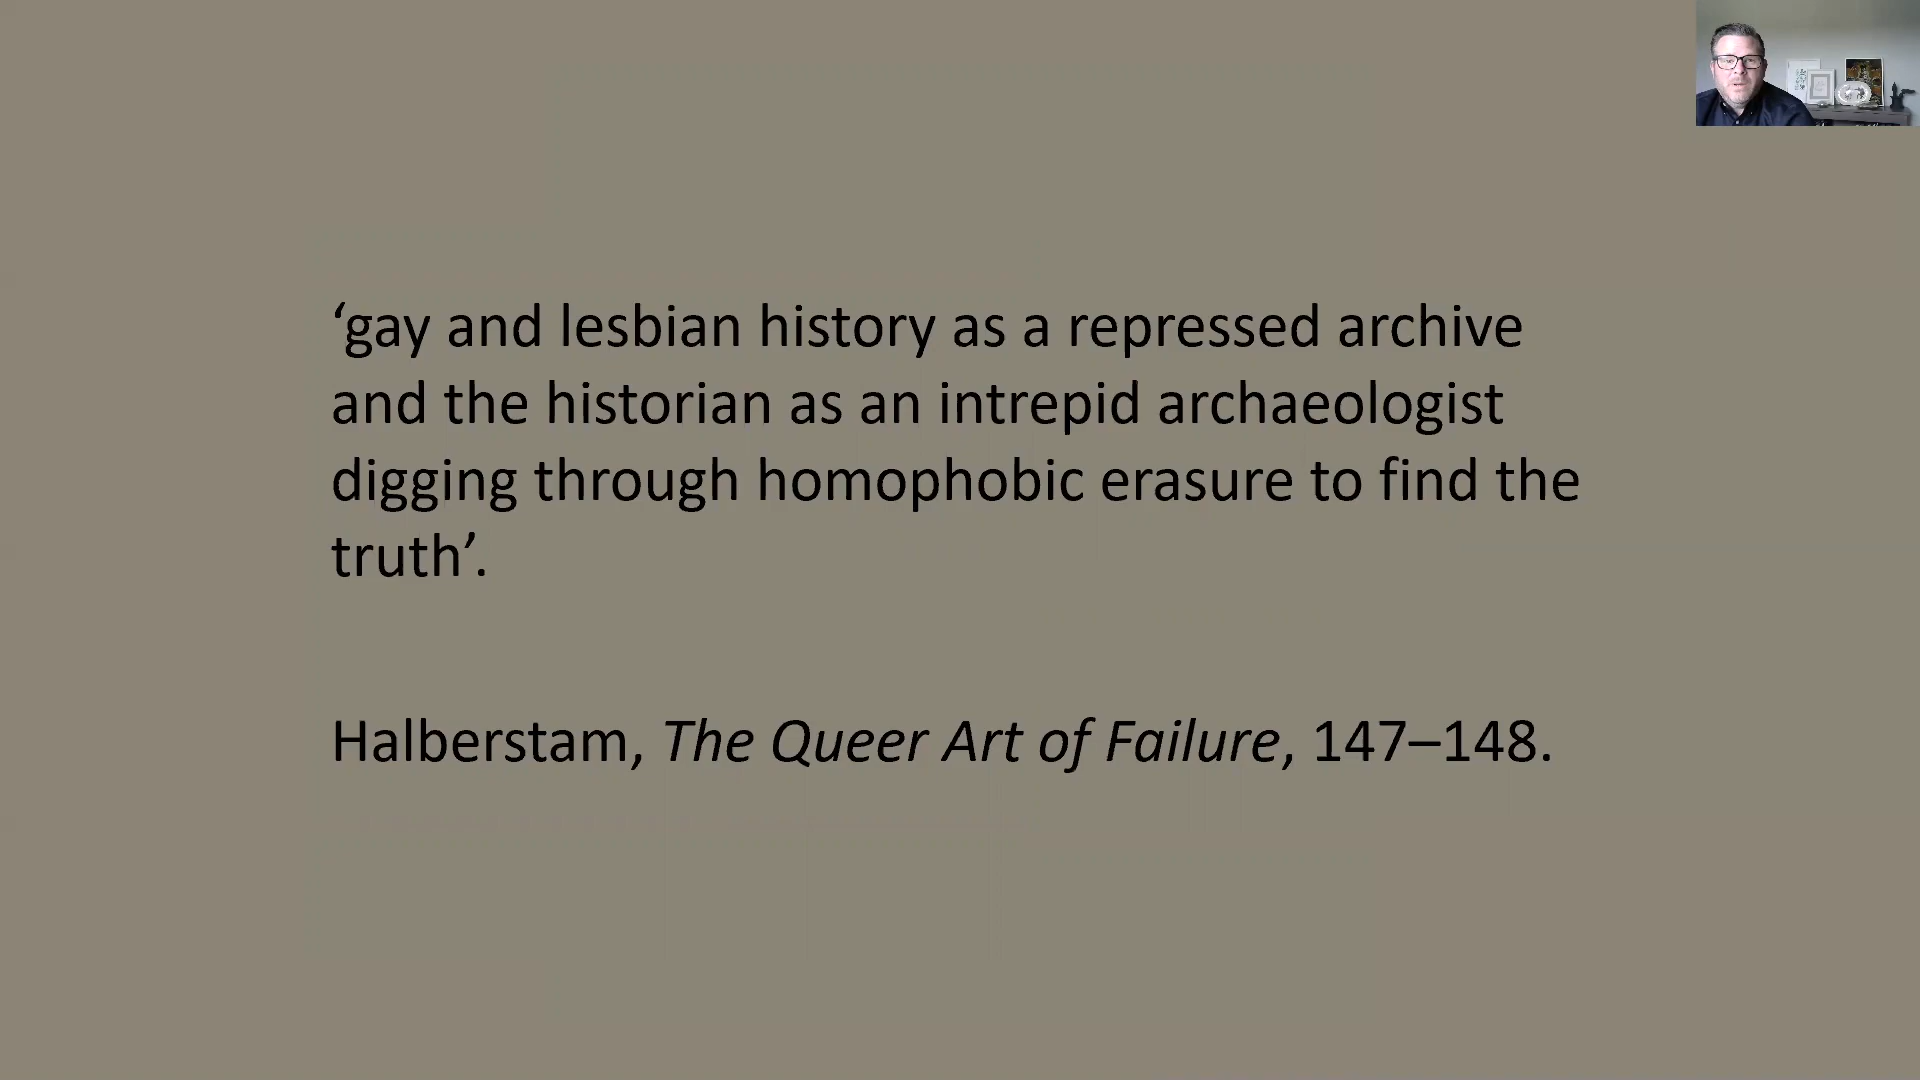 ‘gay and lesbian history as a repressed archive
and the historian as an intrepid archaeologist
digging through homophobic erasure to find the
truth’.
Halberstam, The Queer Art of Failure, 147–148.